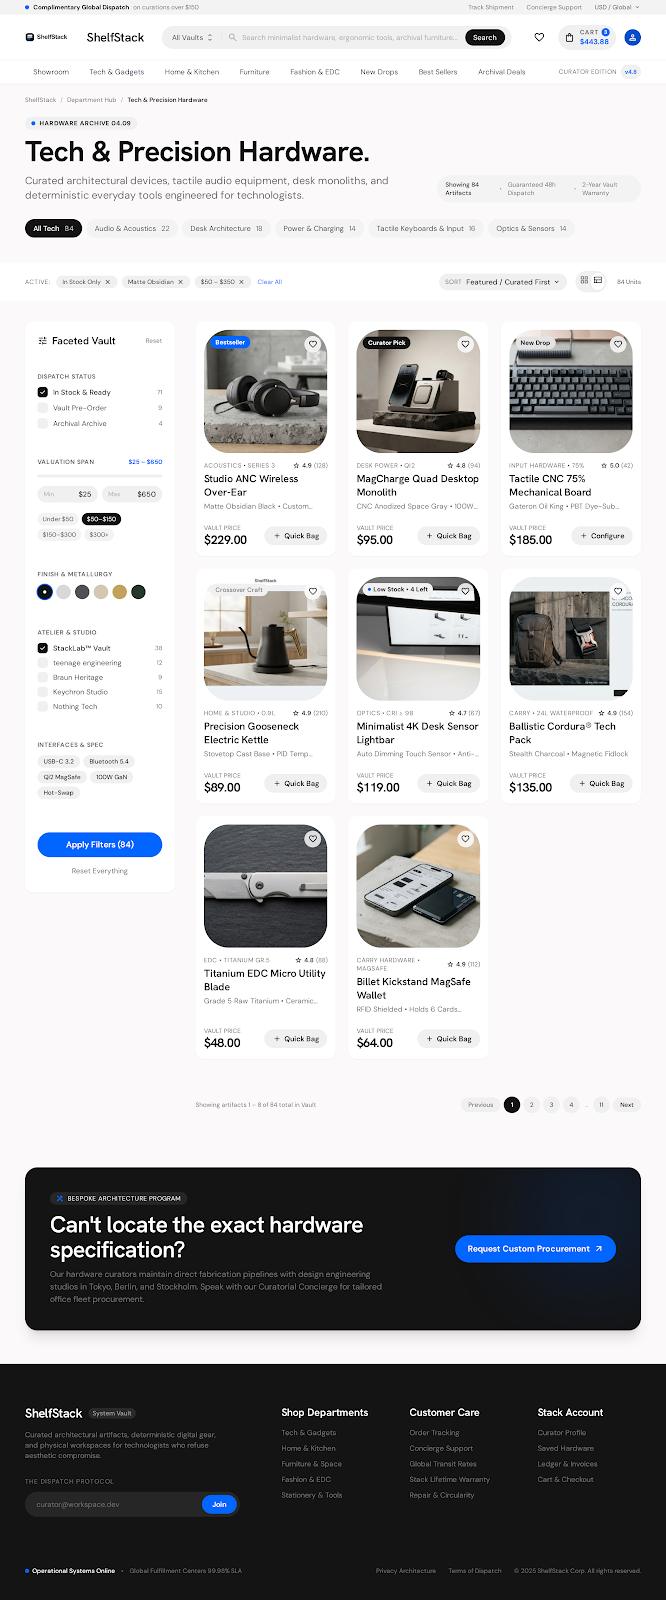 Complimentary Global Dispatch on curations over $150
Track Shipment Concierge Support USD / Global
ShelfStack ShelfStack All Vaults Search minimalist hardware, ergonomic tools, archival furniture... Search CART 3 $443.88
Showroom Tech & Gadgets Home & Kitchen Furniture Fashion & EDC New Drops Best Sellers Archival Deals CURATOR EDITION v4.8
ShelfStack / Department Hub / Tech & Precision Hardware
HARDWARE ARCHIVE 04.09
Tech & Precision Hardware.
Curated architectural devices, tactile audio equipment, desk monoliths, and
deterministic everyday tools engineered for technologists.
Showing 84 Artifacts • Guaranteed 48h Dispatch • 2-Year Vault Warranty
All Tech 84 Audio & Acoustics 22 Desk Architecture 18 Power & Charging 14 Tactile Keyboards & Input 16 Optics & Sensors 14
ACTIVE: In Stock Only × Matte Obsidian × $50 – $350 × Clear All
SORT Featured / Curated First 84 Units
Faceted Vault Reset
DISPATCH STATUS
In Stock & Ready 71
Vault Pre-Order 9
Archival Archive 4
VALUATION SPAN $25 – $650
Min $25 Max $650
Under $50 $50–$150
$150–$300 $300+
FINISH & METALLURGY
ATELIER & STUDIO
StackLab™ Vault 38
teenage engineering 12
Braun Heritage 9
Keychron Studio 15
Nothing Tech 10
INTERFACES & SPEC
USB-C 3.2 Bluetooth 5.4
Qi2 MagSafe 100W GaN
Hot-Swap
Apply Filters (84)
Reset Everything
Bestseller
ACOUSTICS • SERIES 3 4.9 (128)
Studio ANC Wireless
Over-Ear
Matte Obsidian Black • Custom...
VAULT PRICE
$229.00 + Quick Bag
Curator Pick
DESK POWER • QI2 4.8 (94)
MagCharge Quad Desktop
Monolith
CNC Anodized Space Gray • 100W...
VAULT PRICE
$95.00 + Quick Bag
New Drop
INPUT HARDWARE • 75% 5.0 (42)
Tactile CNC 75%
Mechanical Board
Gateron Oil King • PBT Dye-Sub...
VAULT PRICE
$185.00 + Configure
ShelfStack
Crossover Craft
HOME & STUDIO • 0.9L 4.9 (210)
Precision Gooseneck
Electric Kettle
Stovetop Cast Base • PID Temp...
VAULT PRICE
$89.00 + Quick Bag
Low Stock • 4 Left
OPTICS • CRI ≥ 98 4.7 (67)
Minimalist 4K Desk Sensor
Lightbar
Auto Dimming Touch Sensor • Anti-...
VAULT PRICE
$119.00 + Quick Bag
CARRY • 24L WATERPROOF 4.9 (154)
Ballistic Cordura® Tech
Pack
Stealth Charcoal • Magnetic Fidlock
VAULT PRICE
$135.00 + Quick Bag
EDC • TITANIUM GR.5 4.8 (88)
Titanium EDC Micro Utility
Blade
Grade 5 Raw Titanium • Ceramic...
VAULT PRICE
$48.00 + Quick Bag
CARRY HARDWARE •
MAGSAFE 4.9 (112)
Billet Kickstand MagSafe
Wallet
RFID Shielded • Holds 6 Cards...
VAULT PRICE
$64.00 + Quick Bag
Showing artifacts 1 – 8 of 84 total in Vault
Previous 1 2 3 4 ... 11 Next
BESPOKE ARCHITECTURE PROGRAM
Can't locate the exact hardware
specification?
Our hardware curators maintain direct fabrication pipelines with design engineering
studios in Tokyo, Berlin, and Stockholm. Speak with our Curatorial Concierge for tailored
office fleet procurement.
Request Custom Procurement
ShelfStack System Vault
Curated architectural artifacts, deterministic digital gear,
and physical workspaces for technologists who refuse
aesthetic compromise.
THE DISPATCH PROTOCOL
curator@workspace.dev Join
Shop Departments
Tech & Gadgets
Home & Kitchen
Furniture & Space
Fashion & EDC
Stationery & Tools
Customer Care
Order Tracking
Concierge Support
Global Transit Rates
Stack Lifetime Warranty
Repair & Circularity
Stack Account
Curator Profile
Saved Hardware
Ledger & Invoices
Cart & Checkout
Operational Systems Online • Global Fulfillment Centers 99.98% SLA
Privacy Architecture Terms of Dispatch © 2025 ShelfStack Corp. All rights reserved.